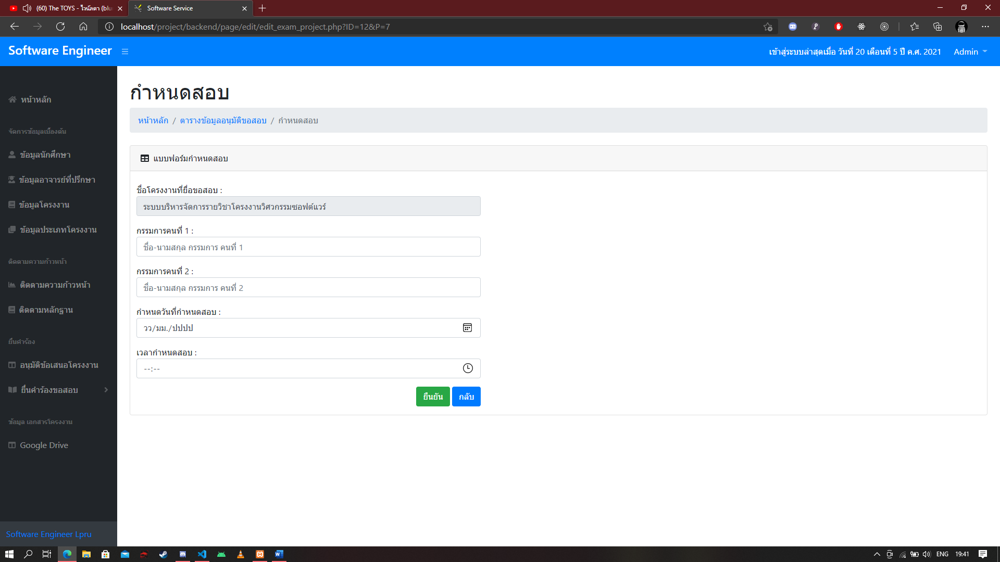 (60) The TOYS - ไวน์ลดา (blu
Software Service
localhost/project/backend/page/edit/edit_exam_project.php?ID=12&P=7
Software Engineer
เข้าสู่ระบบล่าสุดเมื่อ วันที่ 20 เดือนที่ 5 ปี ค.ศ. 2021
Admin
หน้าหลัก
จัดการข้อมูลเบื้องต้น
ข้อมูลนักศึกษา
ข้อมูลอาจารย์ที่ปรึกษา
ข้อมูลโครงงาน
ข้อมูลประเภทโครงงาน
ติดตามความก้าวหน้า
ติดตามความก้าวหน้า
ติดตามหลักฐาน
ยื่นคำร้อง
อนุมัติข้อเสนอโครงงาน
ยื่นคำร้องขอสอบ
ข้อมูล เอกสารโครงงาน
Google Drive
Software Engineer Lpru
กำหนดสอบ
หน้าหลัก / ตารางข้อมูลอนุมัติขอสอบ / กำหนดสอบ
แบบฟอร์มกำหนดสอบ
ชื่อโครงงานที่ยื่อขอสอบ :
ระบบบริหารจัดการรายวิชาโครงงานวิศวกรรมซอฟต์แวร์
กรรมการคนที่ 1 :
ชื่อ-นามสกุล กรรมการ คนที่ 1
กรรมการคนที่ 2 :
ชื่อ-นามสกุล กรรมการ คนที่ 2
กำหนดวันที่กำหนดสอบ :
วว/มม./ปปปป
เวลากำหนดสอบ :
--:--
ยืนยัน
กลับ
ENG
19:41